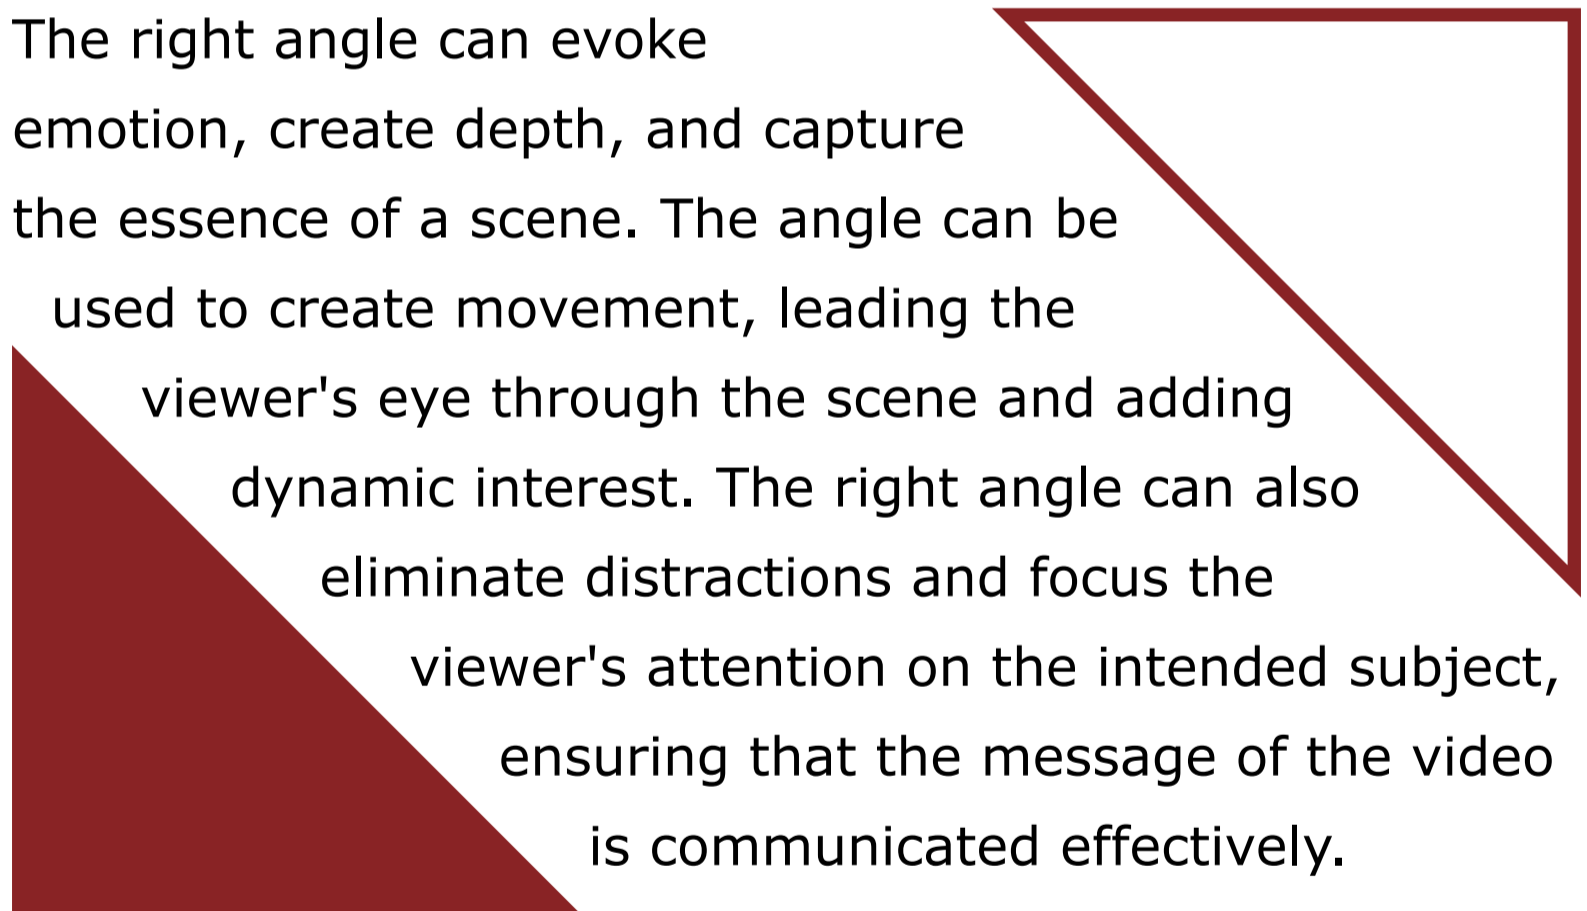 The right angle can evoke
emotion, create depth, and capture
the essence of a scene. The angle can be
used to create movement, leading the
viewer's eye through the scene and adding
dynamic interest. The right angle can also
eliminate distractions and focus the
viewer's attention on the intended subject,
ensuring that the message of the video
is communicated effectively.